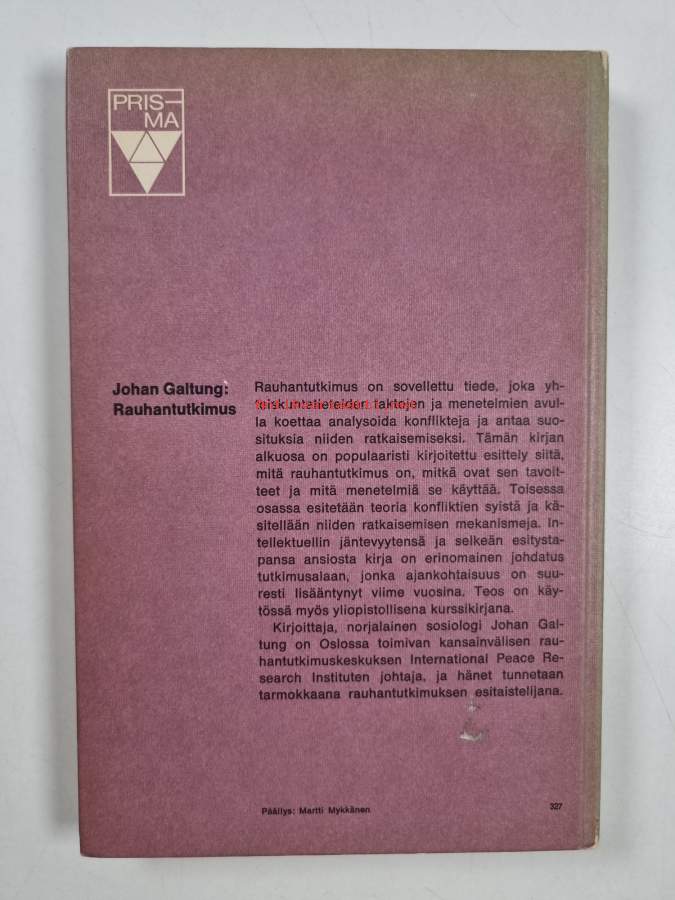 PRIS–
MA
Johan Galtung:
Rauhantutkimus
Rauhantutkimus on sovellettu tiede, joka yh-
teiskuntatieteiden faktojen ja menetelmien avul-
la koettaa analysoida konflikteja ja antaa suo-
situksia niiden ratkaisemiseksi. Tämän kirjan
alkuosa on populaaristi kirjoitettu esittely siitä,
mitä rauhantutkimus on, mitkä ovat sen tavoit-
teet ja mitä menetelmiä se käyttää. Toisessa
osassa esitetään teoria konfliktien syistä ja kä-
sitellään niiden ratkaisemisen mekanismeja. In-
tellektuellin jäntevyytensä ja selkeän esitysta-
pansa ansiosta kirja on erinomainen johdatus
tutkimusalaan, jonka ajankohtaisuus on suu-
resti lisääntynyt viime vuosina. Teos on käy-
tössä myös yliopistollisena kurssikirjana.
Kirjoittaja, norjalainen sosiologi Johan Gal-
tung on Oslossa toimivan kansainvälisen rau-
hantutkimuskeskuksen International Peace Re-
search Instituten johtaja, ja hänet tunnetaan
tarmokkaana rauhantutkimuksen esitaistelijana.
Päällys: Martti Mykkänen
327